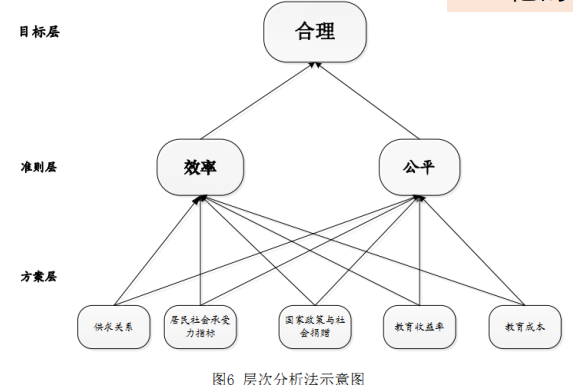 目标层
合理
准则层
效率
公平
方案层
供求关系
居民社会承受
力指标
国家政策与社
会捐赠
教育收益率
教育成本
图6 层次分析法示意图